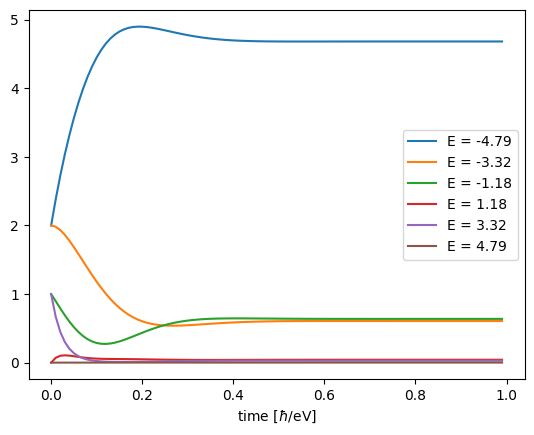 5
4
3
2
1
0
E = -4.79
E = -3.32
E = -1.18
E = 1.18
E = 3.32
E = 4.79
0.0 0.2 0.4 0.6 0.8 1.0
time [ℏ/eV]